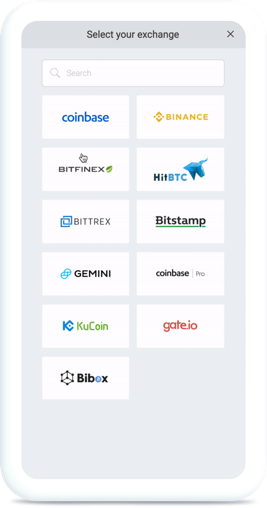 Select your exchange
Search
coinbase
BINANCE
BITFINEX
HitBTC
BITTREX
Bitstamp
GEMINI
coinbase | Pro
KuCoin
gate.io
Bibox